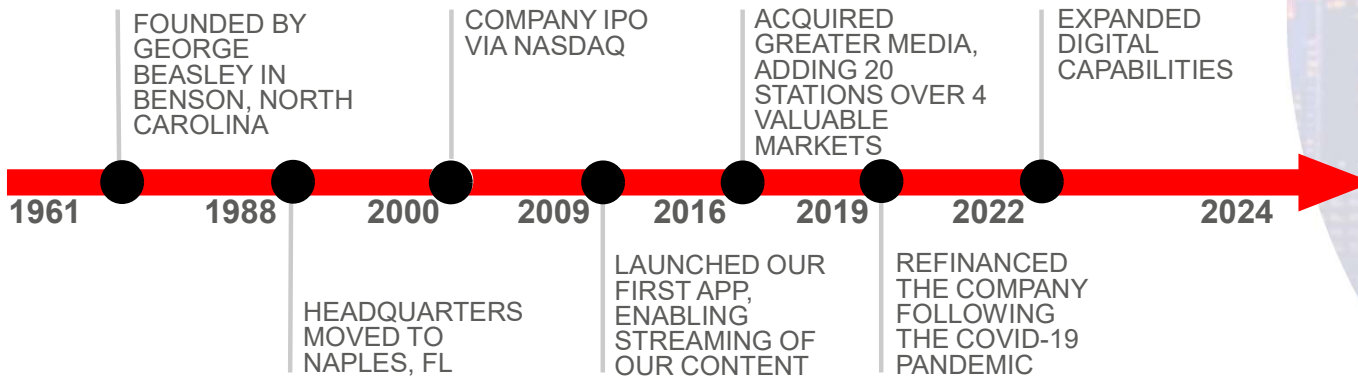 FOUNDED BY
GEORGE
BEASLEY IN
BENSON, NORTH
CAROLINA
COMPANY IPO
VIA NASDAQ
ACQUIRED
GREATER MEDIA,
ADDING 20
STATIONS OVER 4
VALUABLE
MARKETS
EXPANDED
DIGITAL
CAPABILITIES
1961
1988
2000
2009
2016
2019
2022
2024
HEADQUARTERS
MOVED TO
NAPLES, FL
LAUNCHED OUR
FIRST APP,
ENABLING
STREAMING OF
OUR CONTENT
REFINANCED
THE COMPANY
FOLLOWING
THE COVID-19
PANDEMIC